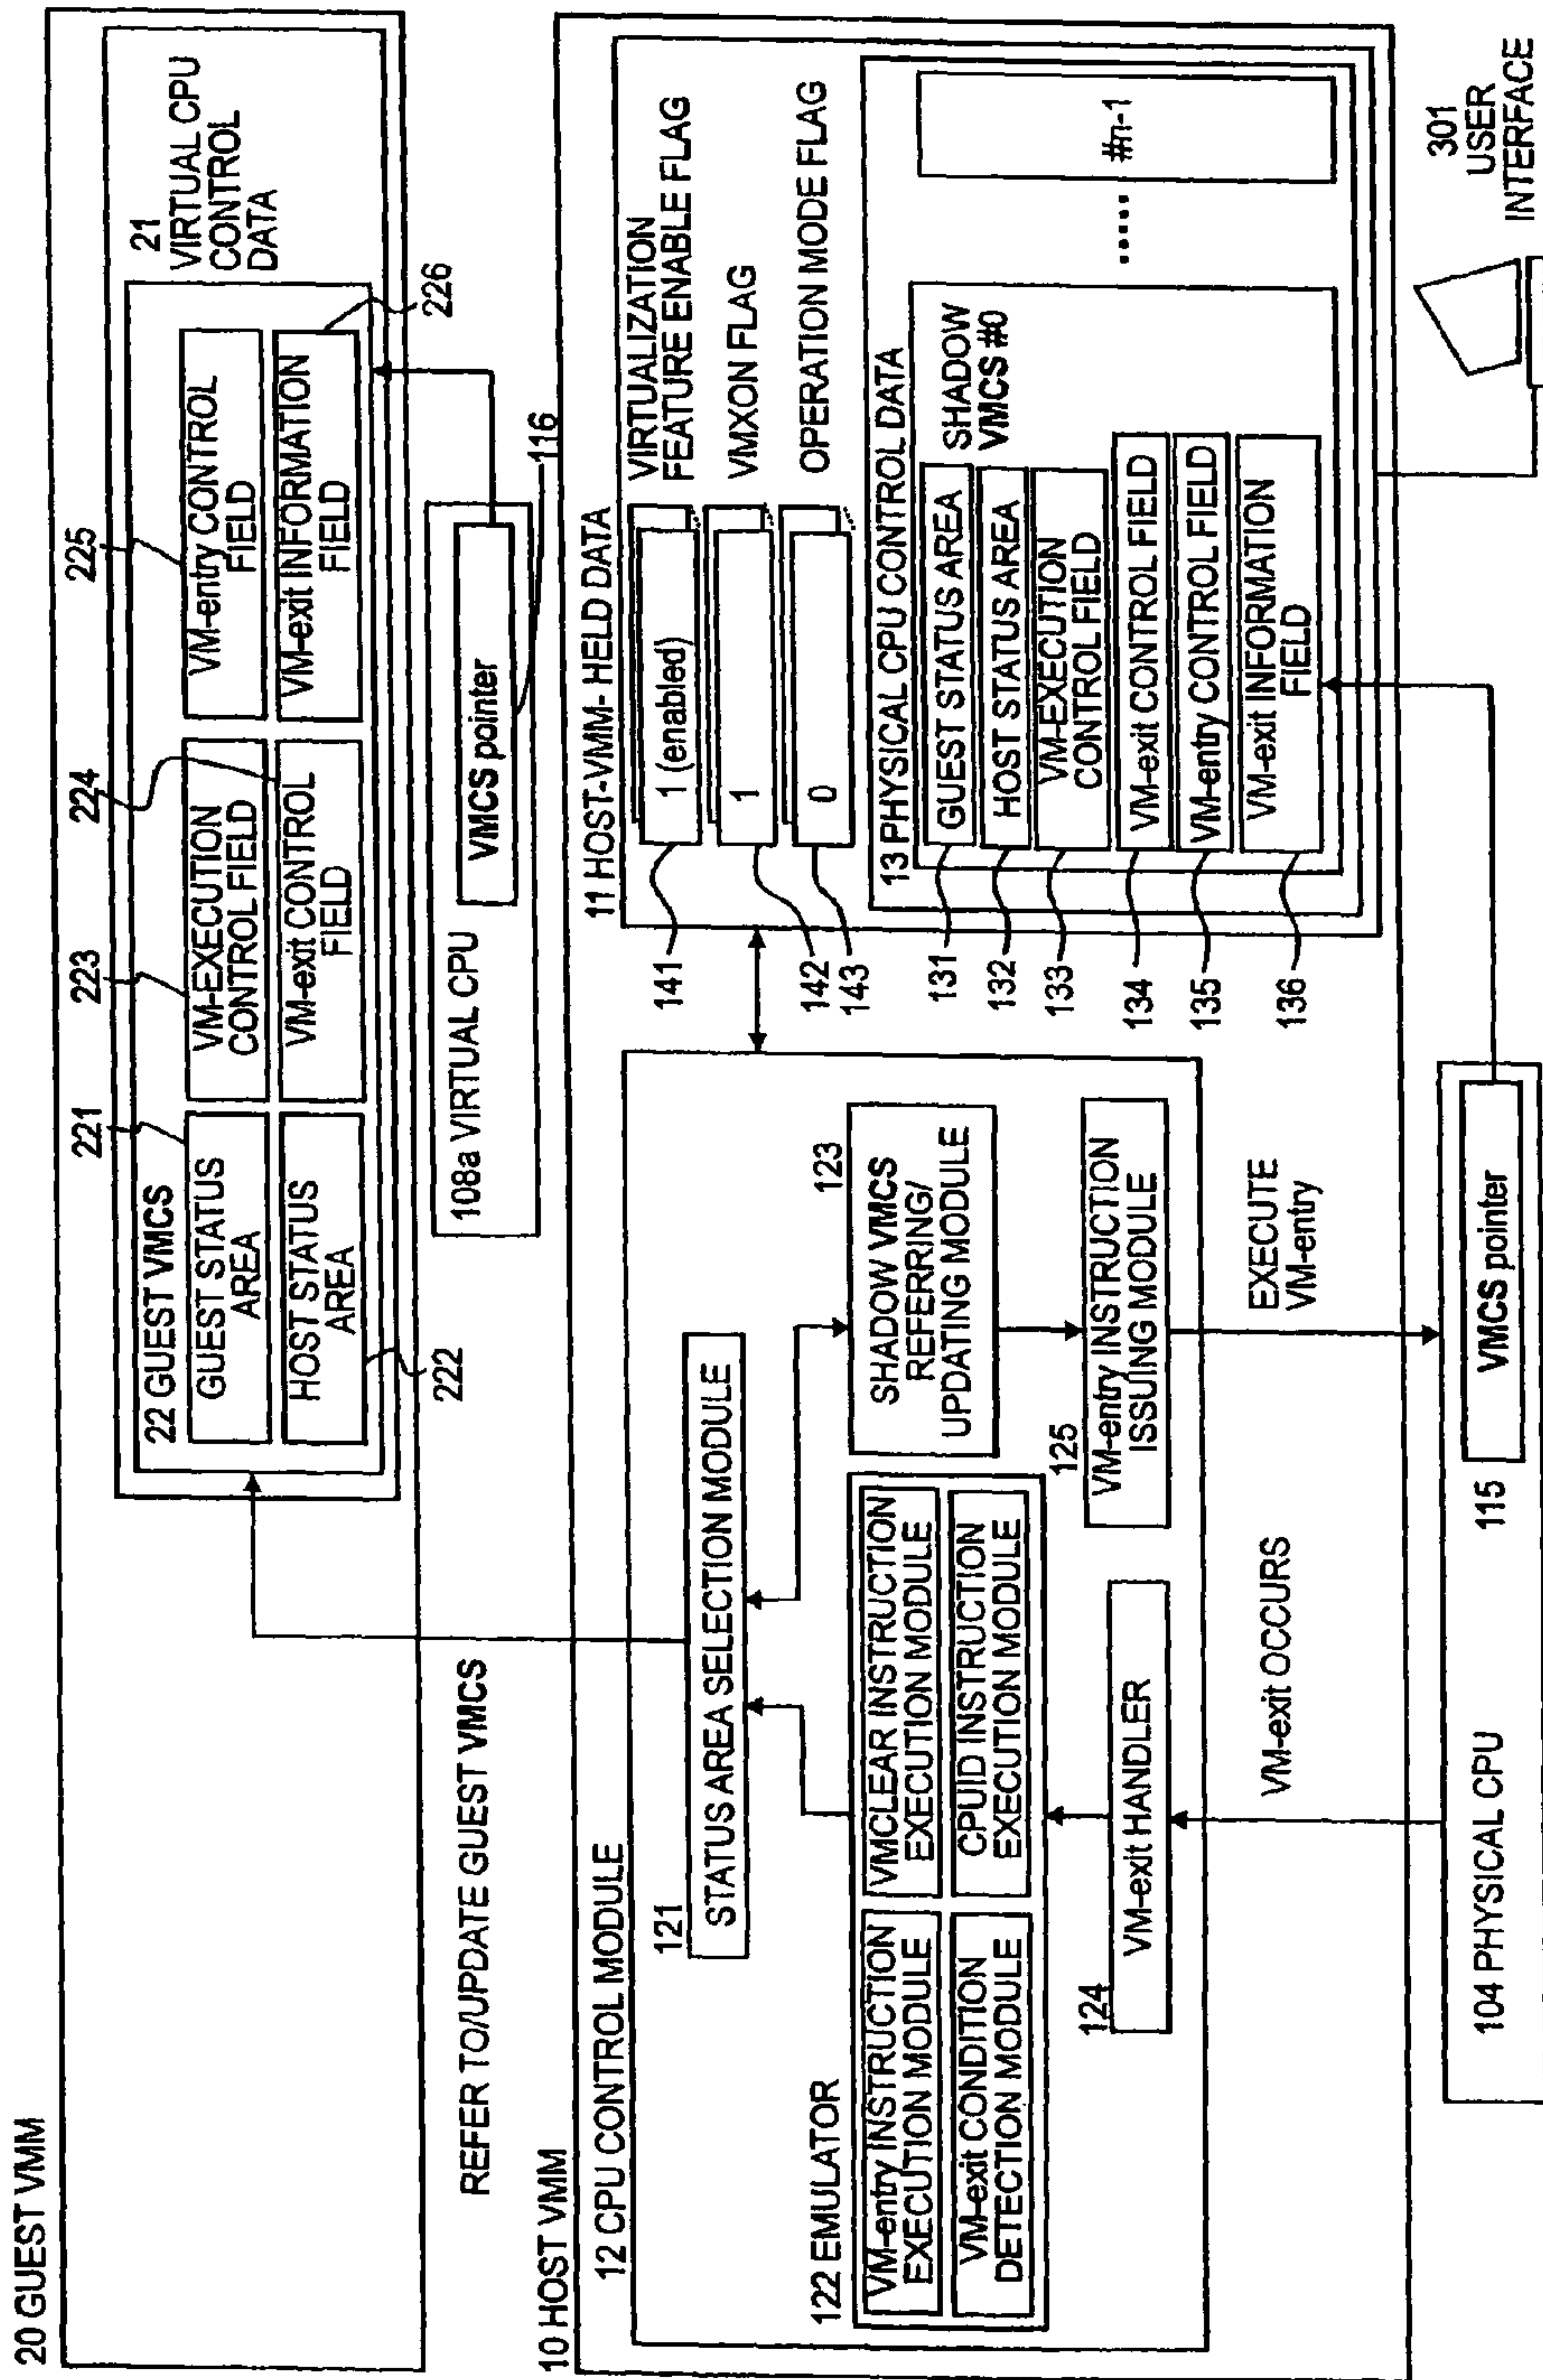 20 GUEST VMM
22 GUEST VMCS
221
GUEST STATUS
AREA
HOST STATUS
AREA
222
223
VM-EXECUTION
CONTROL FIELD
224
VM-exit CONTROL
FIELD
225
VM-entry CONTROL
FIELD
VM-exit INFORMATION
FIELD
226
21
VIRTUAL CPU
CONTROL
DATA
REFER TO/UPDATE GUEST VMCS
108a VIRTUAL CPU
VMCS pointer
116
10 HOST VMM
12 CPU CONTROL MODULE
121
STATUS AREA SELECTION MODULE
122 EMULATOR
VM-entry INSTRUCTION
EXECUTION MODULE
VMCLEAR INSTRUCTION
EXECUTION MODULE
VM-exit CONDITION
DETECTION MODULE
CPUID INSTRUCTION
EXECUTION MODULE
123
SHADOW VMCS
REFERRING/
UPDATING MODULE
124
VM-exit HANDLER
125
VM-entry INSTRUCTION
ISSUING MODULE
VM-exit OCCURS
EXECUTE
VM-entry
11 HOST-VMM- HELD DATA
141
1 (enabled)
VIRTUALIZATION
FEATURE ENABLE FLAG
142
1
VMXON FLAG
143
0
OPERATION MODE FLAG
13 PHYSICAL CPU CONTROL DATA
131
GUEST STATUS AREA
SHADOW
VMCS #0
132
HOST STATUS AREA
133
VM-EXECUTION
CONTROL FIELD
134
VM-exit CONTROL FIELD
135
VM-entry CONTROL FIELD
136
VM-exit INFORMATION
FIELD
.....
#n-1
104 PHYSICAL CPU
115
VMCS pointer
301
USER
INTERFACE